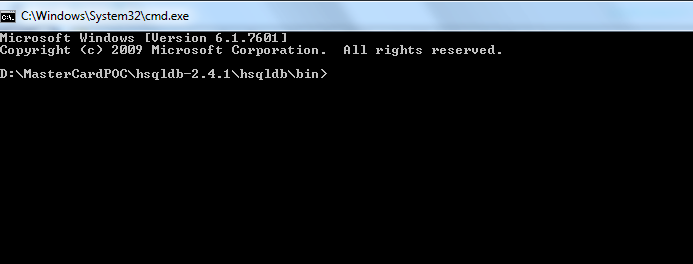 C:\Windows\System32\cmd.exe
Microsoft Windows [Version 6.1.7601]
Copyright (c) 2009 Microsoft Corporation.  All rights reserved.
D:\MasterCardPOC\hsqldb-2.4.1\hsqldb\bin>